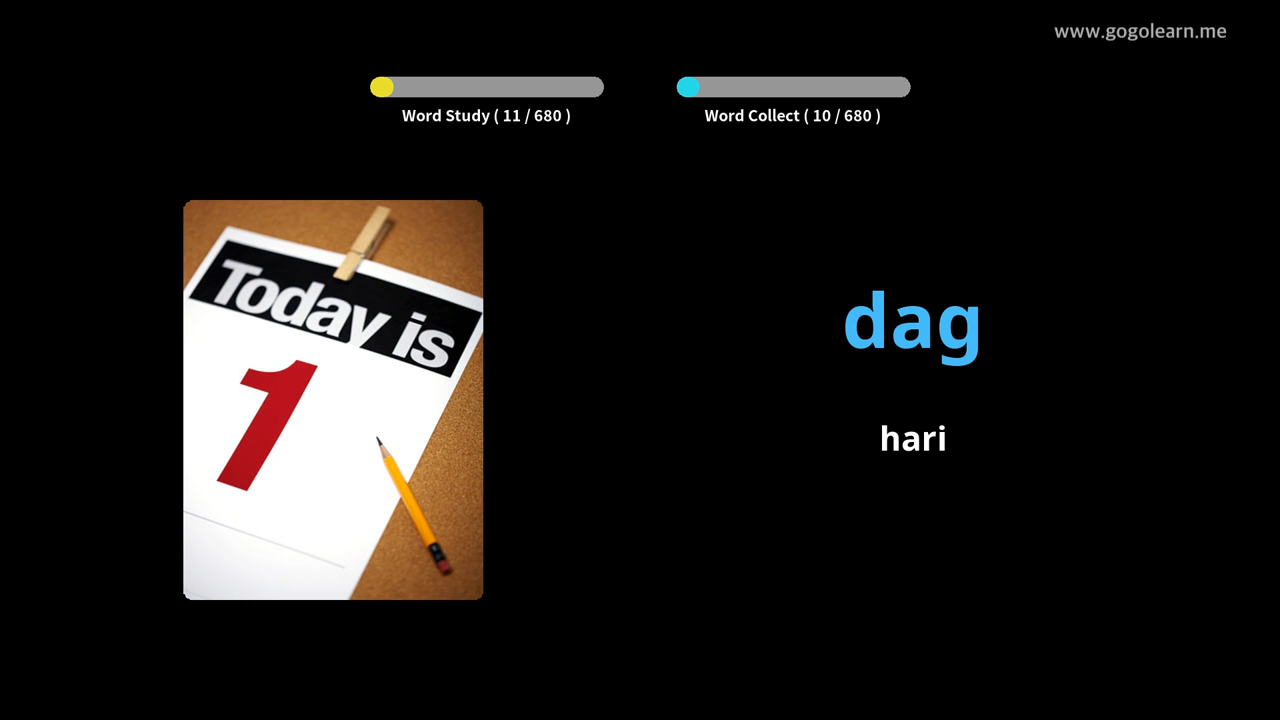 www.gogolearn.me
Word Study ( 11 / 680 )
Word Collect ( 10 / 680 )
Today is
1
dag
hari